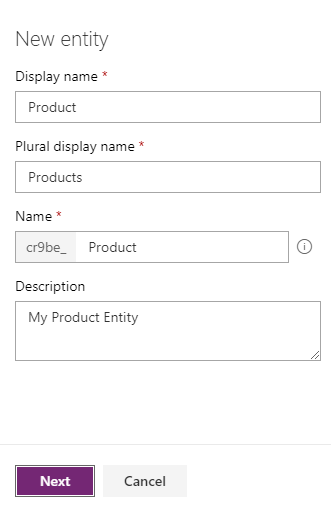 New entity
Display name *
Product
Plural display name *
Products
Name *
cr9be_ Product
Description
My Product Entity
Next Cancel